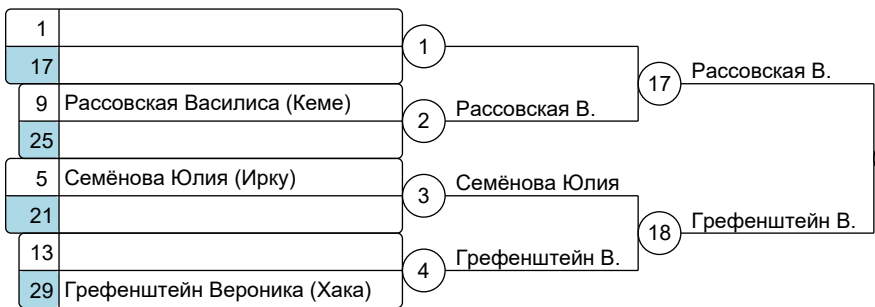 1
17
1
9 Рассовская Василиса (Кеме)
25
2 Рассовская В.
17 Рассовская В.
5 Семёнова Юлия (Ирку)
21
3 Семёнова Юлия
13
29 Грефенштейн Вероника (Хака)
4 Грефенштейн В.
18 Грефенштейн В.